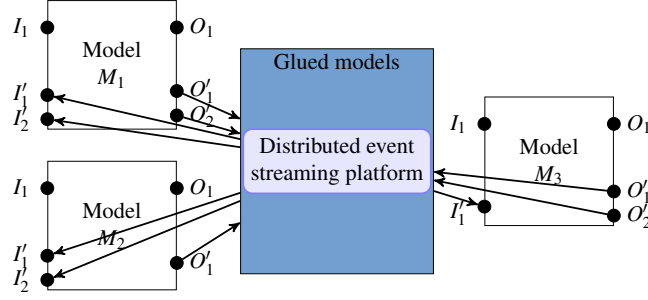 I₁
O₁
Model
M₁
I′₁
I′₂
O′₁
O′₂
I₁
O₁
Model
M₂
I′₁
I′₂
O′₁
Glued models
Distributed event
streaming platform
I₁
O₁
Model
M₃
I′₁
O′₁
O′₂